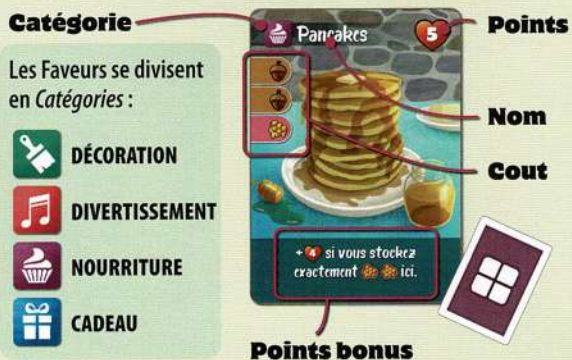 Catégorie
Pancakes
5
Points
Les Faveurs se divisent
en Catégories :
Nom
DÉCORATION
Cout
DIVERTISSEMENT
NOURRITURE
+ 4 si vous stockez
exactement ici.
CADEAU
Points bonus